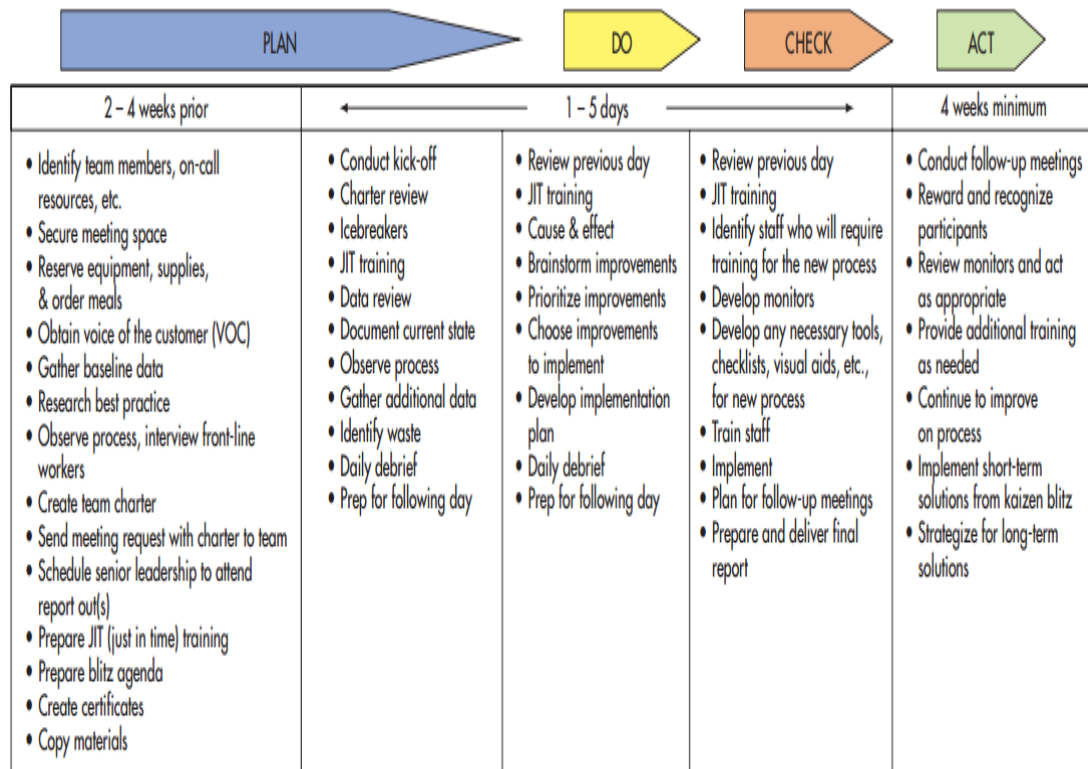 PLAN
DO
CHECK
ACT
2 – 4 weeks prior
1 – 5 days
4 weeks minimum
• Identify team members, on-call
resources, etc.
• Secure meeting space
• Reserve equipment, supplies,
& order meals
• Obtain voice of the customer (VOC)
• Gather baseline data
• Research best practice
• Observe process, interview front-line
workers
• Create team charter
• Send meeting request with charter to team
• Schedule senior leadership to attend
report out(s)
• Prepare JIT (just in time) training
• Prepare blitz agenda
• Create certificates
• Copy materials
• Conduct kick-off
• Charter review
• Icebreakers
• JIT training
• Data review
• Document current state
• Observe process
• Gather additional data
• Identify waste
• Daily debrief
• Prep for following day
• Review previous day
• JIT training
• Cause & effect
• Brainstorm improvements
• Prioritize improvements
• Choose improvements
to implement
• Develop implementation
plan
• Daily debrief
• Prep for following day
• Review previous day
• JIT training
• Identify staff who will require
training for the new process
• Develop monitors
• Develop any necessary tools,
checklists, visual aids, etc.,
for new process
• Train staff
• Implement
• Plan for follow-up meetings
• Prepare and deliver final
report
• Conduct follow-up meetings
• Reward and recognize
participants
• Review monitors and act
as appropriate
• Provide additional training
as needed
• Continue to improve
on process
• Implement short-term
solutions from kaizen blitz
• Strategize for long-term
solutions